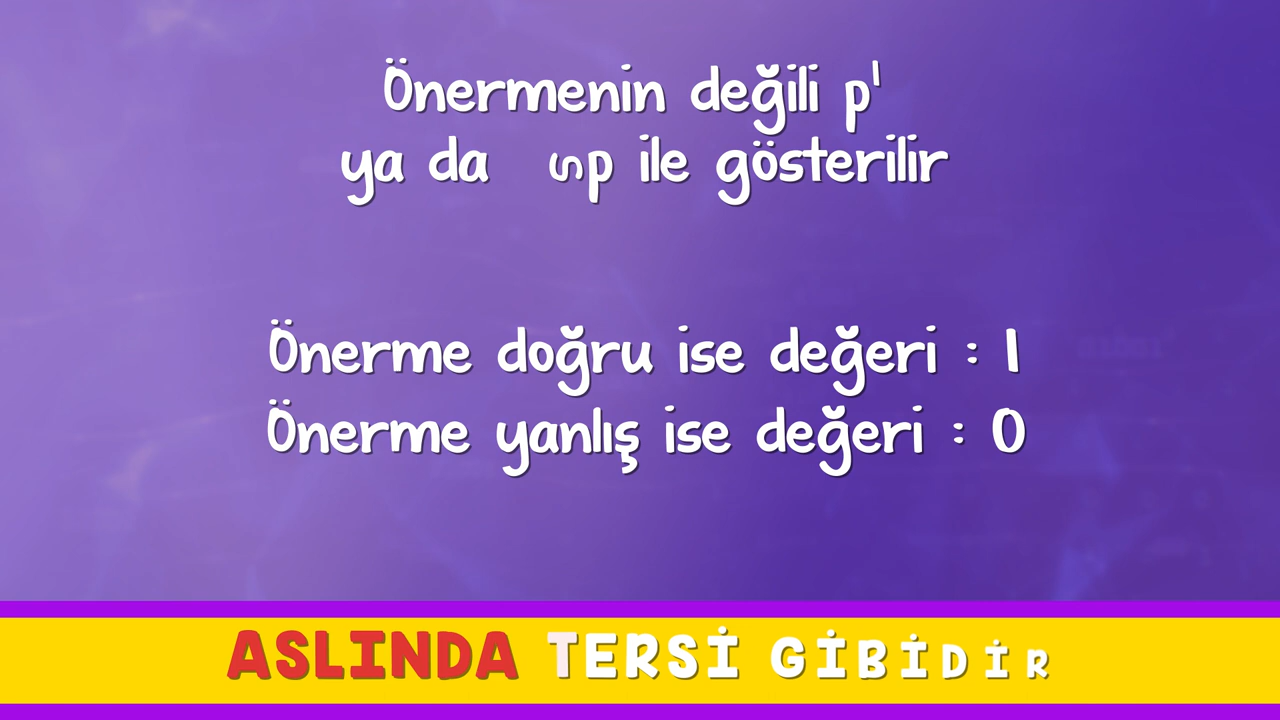 Önermenin değili p'
ya da ∽p ile gösterilir
Önerme doğru ise değeri : 1
Önerme yanlış ise değeri : 0
ASLINDA TERSİ GİBİDİR